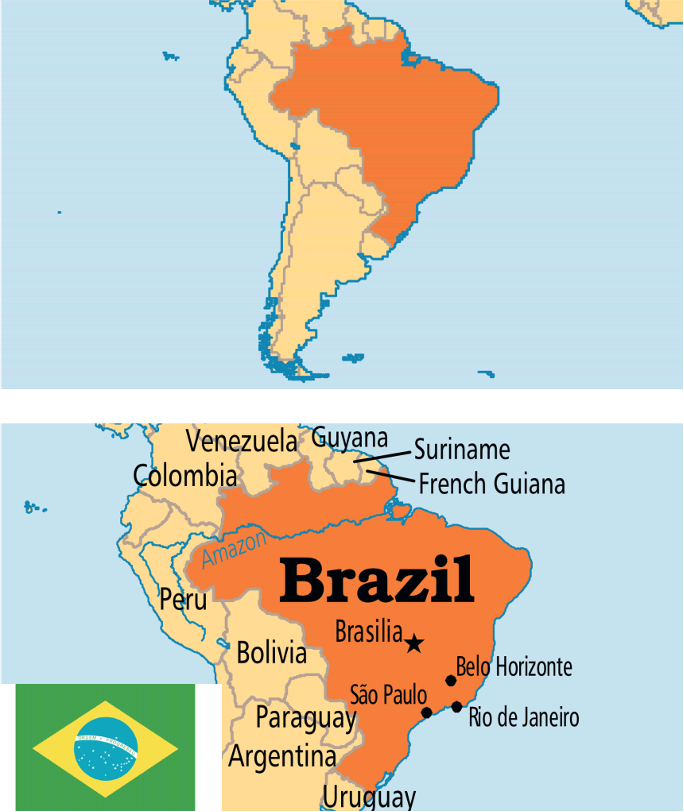 Venezuela
Guyana
Suriname
Colombia
French Guiana
Amazon
Brazil
Peru
Brasilia
Bolivia
Belo Horizonte
São Paulo
Paraguay
Rio de Janeiro
Argentina
Uruguay